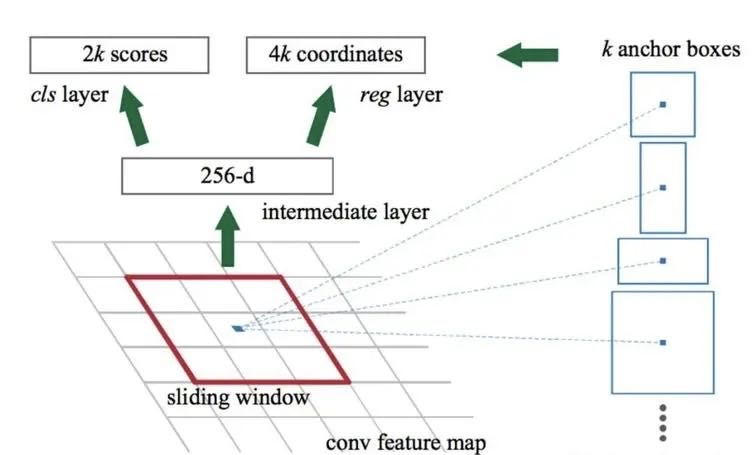 2k scores
4k coordinates
k anchor boxes
cls layer
reg layer
256-d
intermediate layer
sliding window
conv feature map